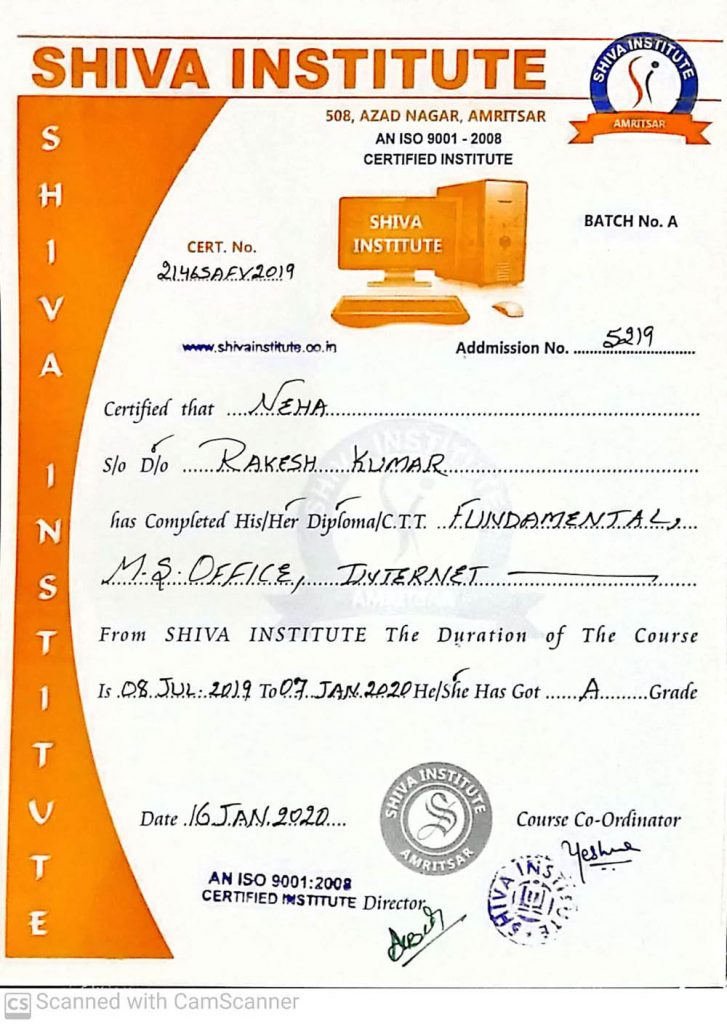 SHIVA INSTITUTE
SHIVA INSTITUTE
AMRITSAR
508, AZAD NAGAR, AMRITSAR
AN ISO 9001 - 2008
CERTIFIED INSTITUTE
SHIVA INSTITUTE
SHIVA
INSTITUTE
BATCH No. A
CERT. No.
2146SAFV2019
www.shivainstitute.co.in
Addmission No. 5219
Certified that NEHA
S/o D/o RAKESH KUMAR
has Completed His/Her Diploma/C.T.T. FUNDAMENTAL,
M.S. OFFICE, INTERNET
From SHIVA INSTITUTE The Duration of The Course
Is 08 JUL. 2019 To 07 JAN. 2020 He/She Has Got A Grade
Date 16 JAN. 2020
SHIVA INSTITUTE
AMRITSAR
Course Co-Ordinator
Yeshna
AN ISO 9001:2008
CERTIFIED INSTITUTE Director
SHIVA INSTITUTE
CS Scanned with CamScanner